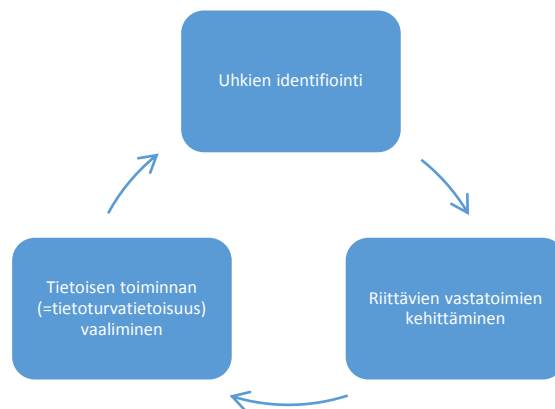 Uhkien identifiointi
Riittävien vastatoimien
kehittäminen
Tietoisen toiminnan
(=tietoturvatietoisuus)
vaaliminen